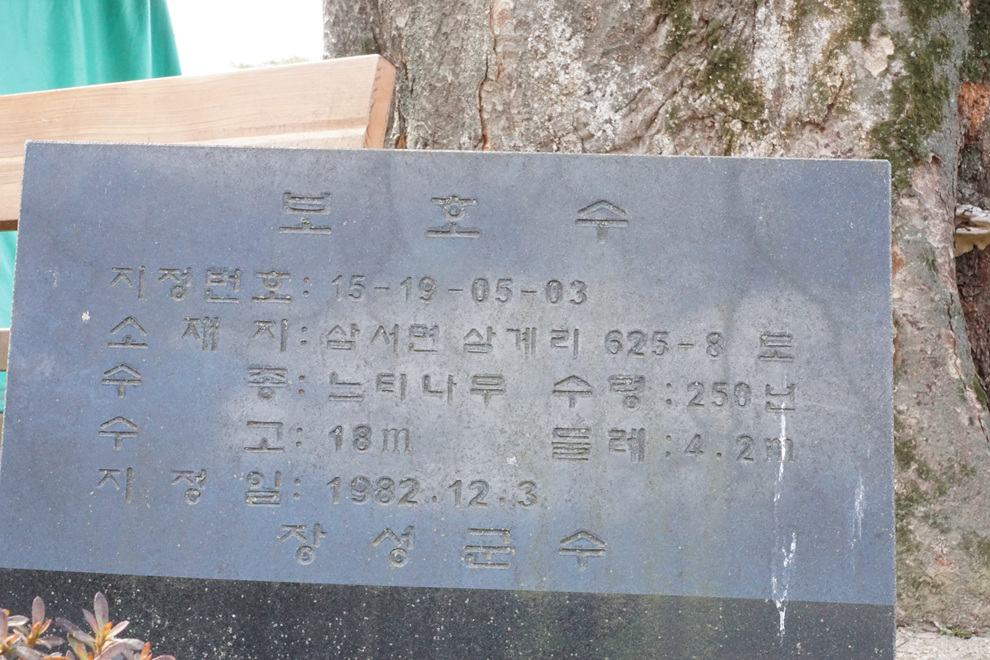 보 호 수
지정번호: 15-19-05-03
소 재 지: 삼서면 삼계리 625-8 도
수 종: 느티나무 수령: 250년
수 고: 18m 둘레: 4.2m
지 정 일: 1982.12.3
장 성 군 수